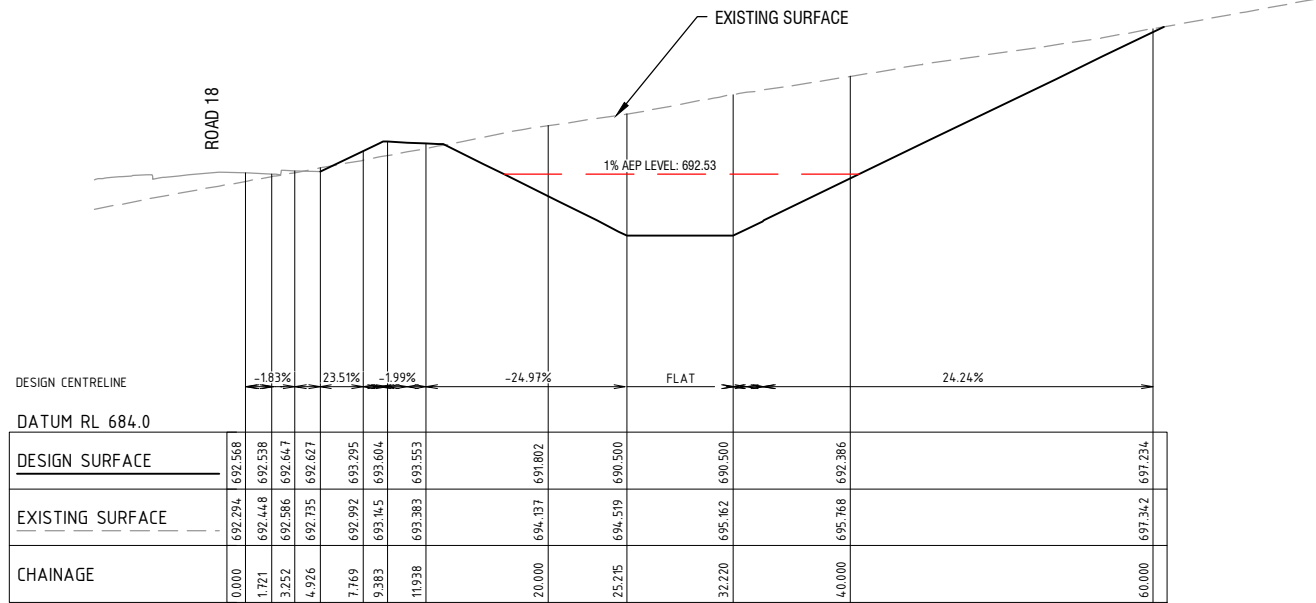 EXISTING SURFACE
ROAD 18
1% AEP LEVEL: 692.53
DESIGN CENTRELINE
-1.83% 23.51% -1.99% -24.97% FLAT 24.24%
DATUM RL 684.0
DESIGN SURFACE 692.568 692.538 692.647 692.627 693.295 693.604 693.553 691.802 690.500 690.500 692.386 697.234
EXISTING SURFACE 692.294 692.448 692.586 692.735 692.992 693.145 693.383 694.137 694.519 695.162 695.768 697.342
CHAINAGE 0.000 1.721 3.252 4.926 7.769 9.383 11.938 20.000 25.215 32.220 40.000 60.000